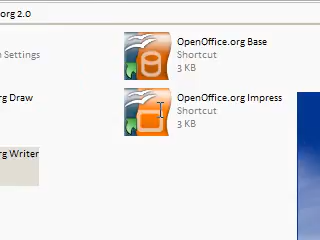 org 2.0
Settings
OpenOffice.org Base
Shortcut
3 KB
rg Draw
OpenOffice.org Impress
Shortcut
3 KB
rg Writer